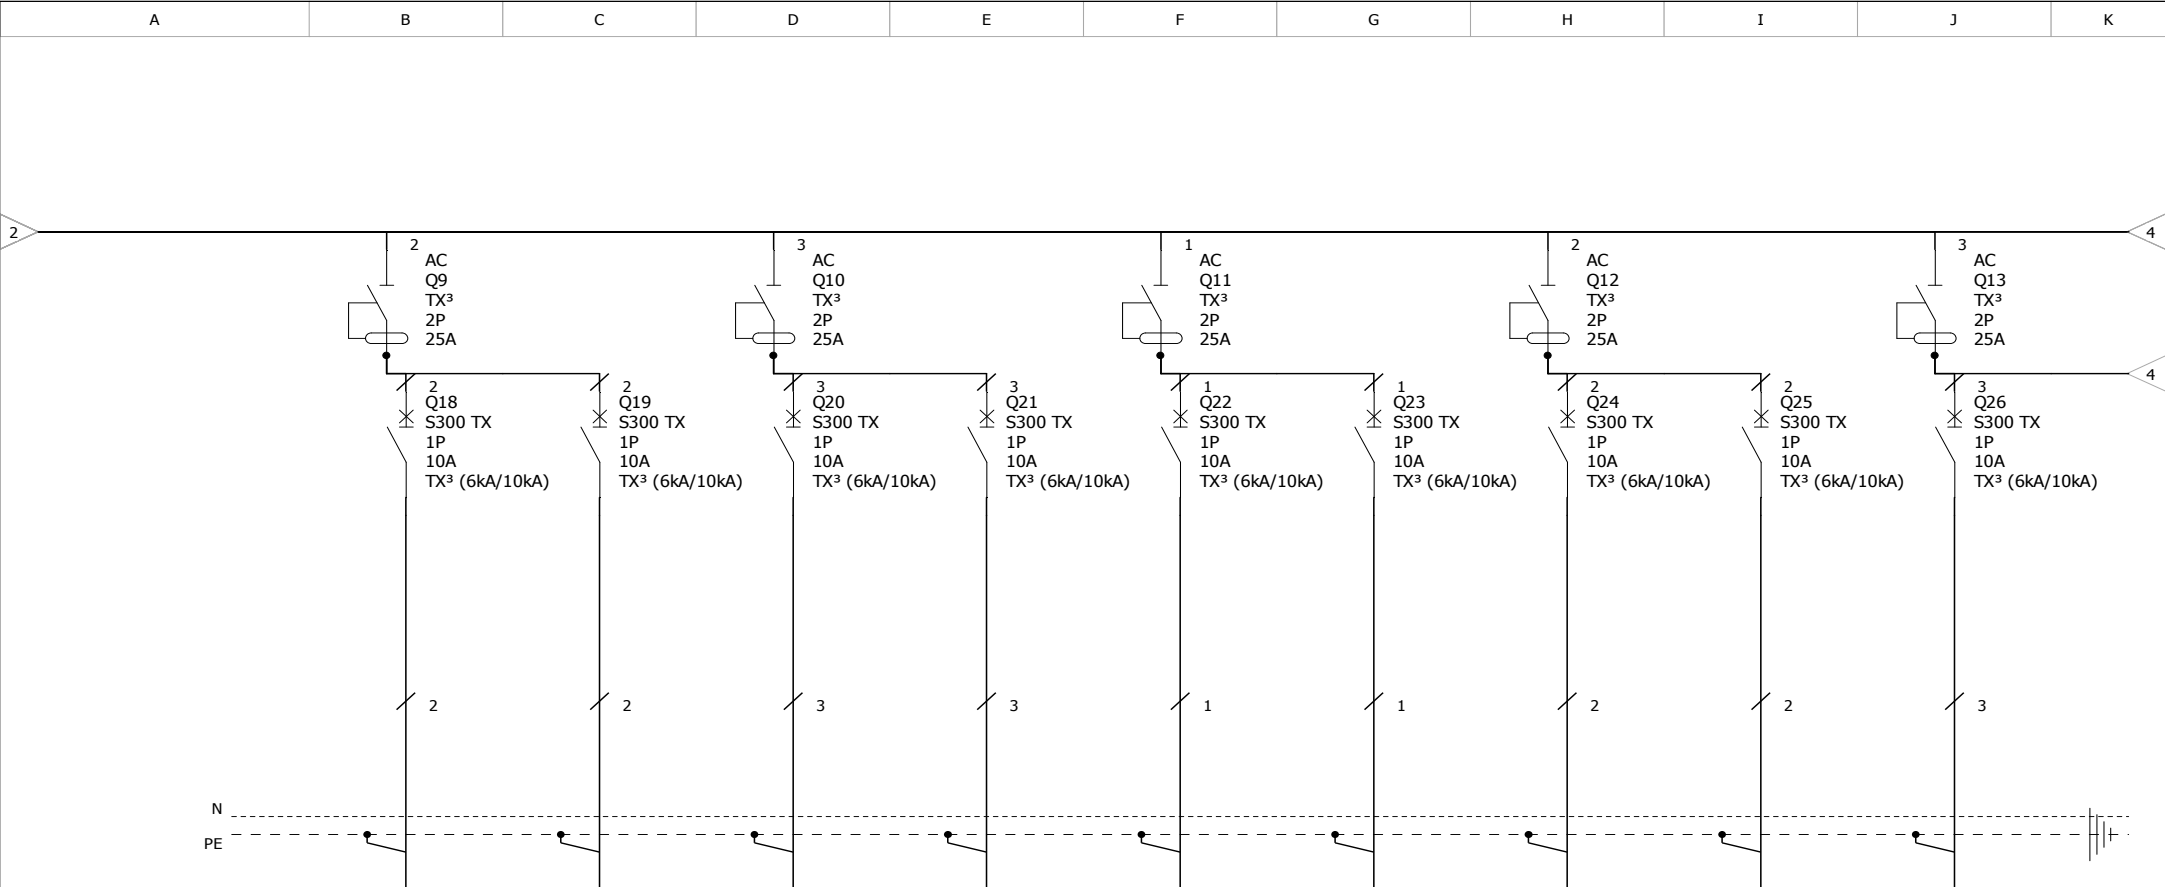 A B C D E F G H I J K
2 4
2 3 1 2 3
AC AC AC AC AC
Q9 Q10 Q11 Q12 Q13
TX³ TX³ TX³ TX³ TX³
2P 2P 2P 2P 2P
25A 25A 25A 25A 25A
4
2 2 3 3 1 1 2 2 3
Q18 Q19 Q20 Q21 Q22 Q23 Q24 Q25 Q26
S300 TX S300 TX S300 TX S300 TX S300 TX S300 TX S300 TX S300 TX S300 TX
1P 1P 1P 1P 1P 1P 1P 1P 1P
10A 10A 10A 10A 10A 10A 10A 10A 10A
TX³ (6kA/10kA) TX³ (6kA/10kA) TX³ (6kA/10kA) TX³ (6kA/10kA) TX³ (6kA/10kA) TX³ (6kA/10kA) TX³ (6kA/10kA) TX³ (6kA/10kA) TX³ (6kA/10kA)
2 2 3 3 1 1 2 2 3
N
PE